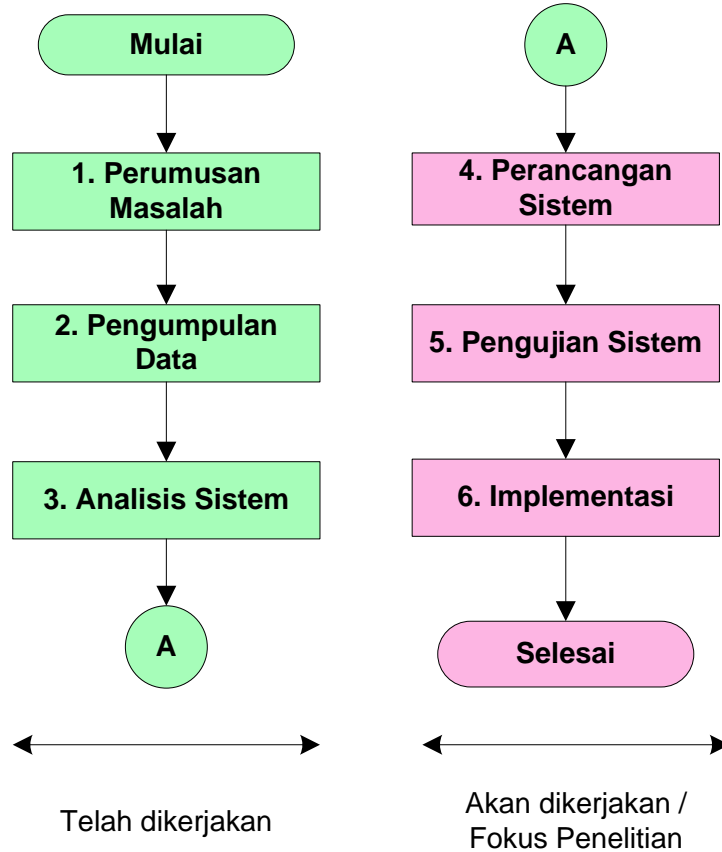 Mulai
1. Perumusan
Masalah
2. Pengumpulan
Data
3. Analisis Sistem
A
Telah dikerjakan
A
4. Perancangan
Sistem
5. Pengujian Sistem
6. Implementasi
Selesai
Akan dikerjakan /
Fokus Penelitian